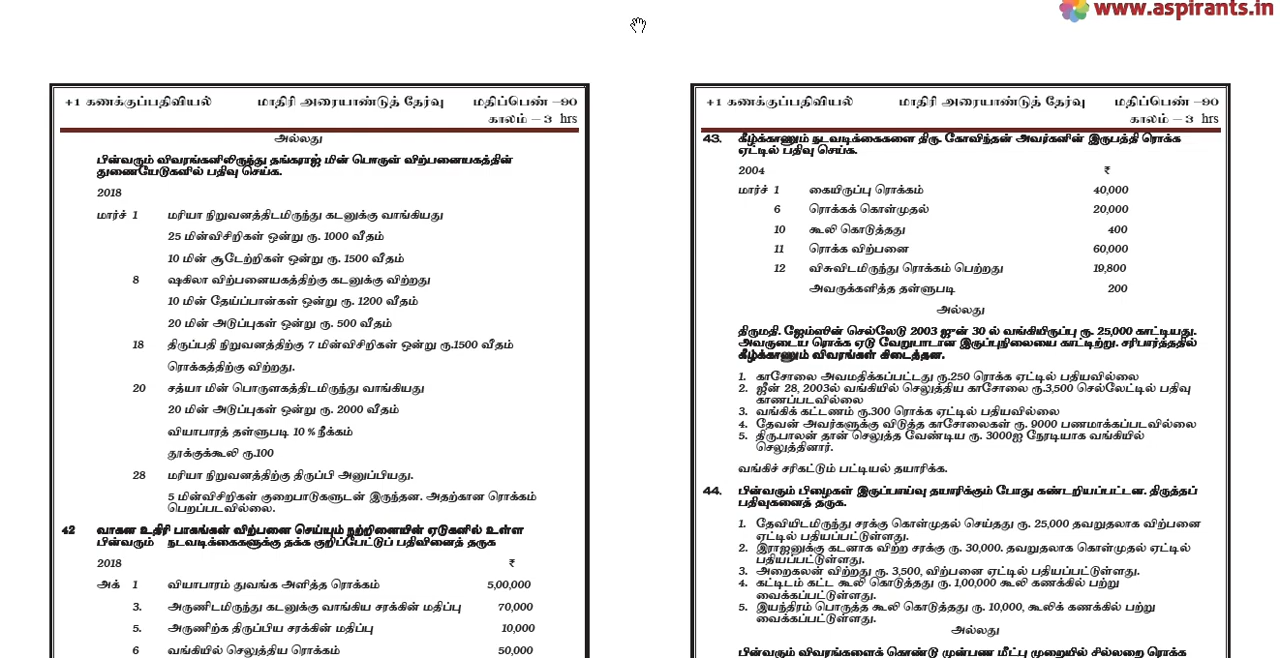 www.aspirants.in
+1 கணக்குப்பதிவியல் மாதிரி அரையாண்டுத் தேர்வு மதிப்பெண் –90
காலம் – 3 hrs
அல்லது
பின்வரும் விவரங்களிலிருந்து தங்கராஜ் மின் பொருள் விற்பனையகத்தின்
துணையேடுகளில் பதிவு செய்க.
2018
மார்ச் 1 மரியா நிறுவனத்திடமிருந்து கடனுக்கு வாங்கியது
25 மின்விசிறிகள் ஒன்று ரூ. 1000 வீதம்
10 மின் சூடேற்றிகள் ஒன்று ரூ. 1500 வீதம்
8 ஷகிலா விற்பனையகத்திற்கு கடனுக்கு விற்றது
10 மின் தேய்ப்பான்கள் ஒன்று ரூ. 1200 வீதம்
20 மின் அடுப்புகள் ஒன்று ரூ. 500 வீதம்
18 திருப்பதி நிறுவனத்திற்கு 7 மின்விசிறிகள் ஒன்று ரூ.1500 வீதம்
ரொக்கத்திற்கு விற்றது.
20 சத்யா மின் பொருளகத்திடமிருந்து வாங்கியது
20 மின் அடுப்புகள் ஒன்று ரூ. 2000 வீதம்
வியாபாரத் தள்ளுபடி 10 % நீக்கம்
தூக்குக்கூலி ரூ.100
28 மரியா நிறுவனத்திற்கு திருப்பி அனுப்பியது.
5 மின்விசிறிகள் குறைபாடுகளுடன் இருந்தன. அதற்கான ரொக்கம்
பெறப்படவில்லை.
42 வாகன உதிரி பாகங்கள் விற்பனை செய்யும் நற்றிணையின் ஏடுகளில் உள்ள
பின்வரும் நடவடிக்கைகளுக்கு தக்க குறிப்பேட்டுப் பதிவினைத் தருக
2018 ₹
அக் 1 வியாபாரம் துவங்க அளித்த ரொக்கம் 5,00,000
3. அருணிடமிருந்து கடனுக்கு வாங்கிய சரக்கின் மதிப்பு 70,000
5. அருணிற்க திருப்பிய சரக்கின் மதிப்பு 10,000
6 வங்கியில் செலுத்திய ரொக்கம் 50,000
+1 கணக்குப்பதிவியல் மாதிரி அரையாண்டுத் தேர்வு மதிப்பெண் –90
காலம் – 3 hrs
43. கீழ்க்காணும் நடவடிக்கைகளை திரு. கோவிந்தன் அவர்களின் இருபத்தி ரொக்க
ஏட்டில் பதிவு செய்க.
2004 ₹
மார்ச் 1 கையிருப்பு ரொக்கம் 40,000
6 ரொக்கக் கொள்முதல் 20,000
10 கூலி கொடுத்தது 400
11 ரொக்க விற்பனை 60,000
12 விசுவிடமிருந்து ரொக்கம் பெற்றது 19,800
அவருக்களித்த தள்ளுபடி 200
அல்லது
திருமதி. ஜேம்ஸின் செல்லேடு 2003 ஜுன் 30 ல் வங்கியிருப்பு ரூ. 25,000 காட்டியது.
அவருடைய ரொக்க ஏடு வேறுபாடான இருப்புநிலையை காட்டிற்று. சரிபார்த்ததில்
கீழ்க்காணும் விவரங்கள் கிடைத்தன.
1. காசோலை அவமதிக்கப்பட்டது ரூ.250 ரொக்க ஏட்டில் பதியவில்லை
2. ஜீன் 28, 2003ல் வங்கியில் செலுத்திய காசோலை ரூ.3,500 செல்லேட்டில் பதிவு
காணப்படவில்லை
3. வங்கிக் கட்டணம் ரூ.300 ரொக்க ஏட்டில் பதியவில்லை
4. தேவன் அவர்களுக்கு விடுத்த காசோலைகள் ரூ. 9000 பணமாக்கப்படவில்லை
5. திரு.பாலன் தான் செலுத்த வேண்டிய ரூ. 3000ஐ நேரடியாக வங்கியில்
செலுத்தினார்.
வங்கிச் சரிகட்டும் பட்டியல் தயாரிக்க.
44. பின்வரும் பிழைகள் இருப்பாய்வு தயாரிக்கும் போது கண்டறியப்பட்டன. திருத்தப்
பதிவுகளைத் தருக.
1. தேவியிடமிருந்து சரக்கு கொள்முதல் செய்தது ரூ. 25,000 தவறுதலாக விற்பனை
ஏட்டில் பதியப்பட்டுள்ளது.
2. இராஜனுக்கு கடனாக விற்ற சரக்கு ரூ. 30,000. தவறுதலாக கொள்முதல் ஏட்டில்
பதியப்பட்டுள்ளது.
3. அறைகலன் விற்றது ரூ. 3,500, விற்பனை ஏட்டில் பதியப்பட்டுள்ளது.
4. கட்டிடம் கட்ட கூலி கொடுத்தது ரூ. 1,00,000 கூலி கணக்கில் பற்று
வைக்கப்பட்டுள்ளது.
5. இயந்திரம் பொருத்த கூலி கொடுத்தது ரூ. 10,000, கூலிக் கணக்கில் பற்று
வைக்கப்பட்டுள்ளது.
அல்லது
பின்வரும் விவரங்களைக் கொண்டு முன்பண மீட்பு முறையில் சில்லறை ரொக்க